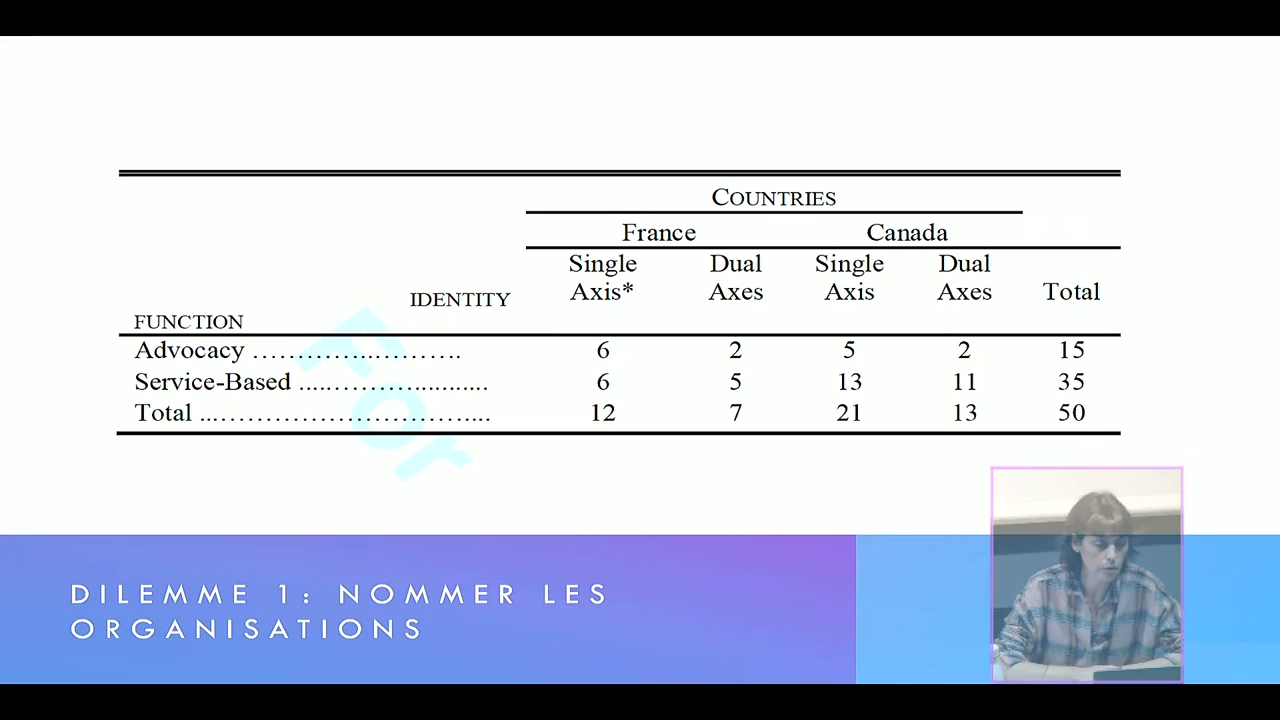 COUNTRIES
France Canada
Single Dual Single Dual
Axis* Axes Axis Axes Total
IDENTITY
FUNCTION
Advocacy …………...………. 6 2 5 2 15
Service-Based .....………........... 6 5 13 11 35
Total ...……………………….... 12 7 21 13 50
For
DILEMME 1: NOMMER LES
ORGANISATIONS